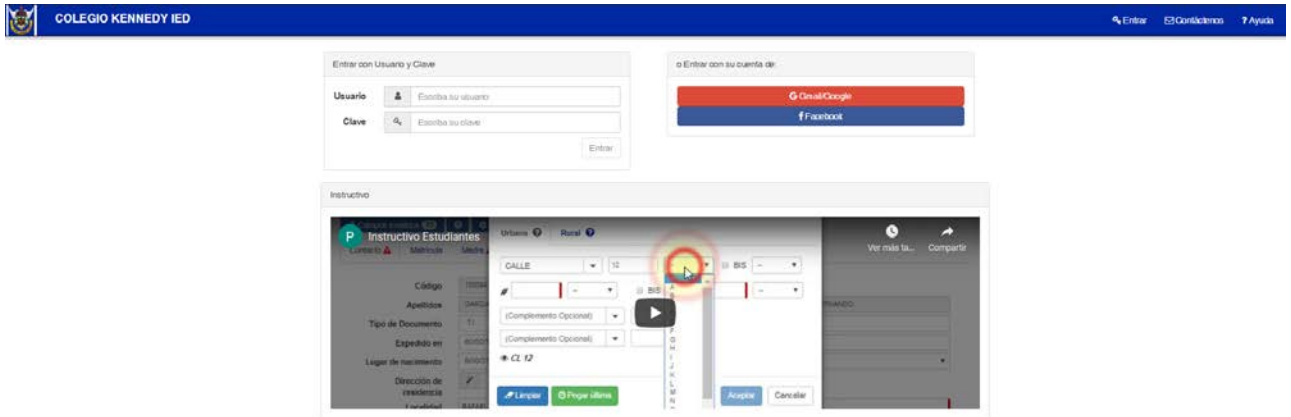 COLEGIO KENNEDY IED
Entrar Contáctenos ? Ayuda
Entrar con Usuario y Clave
Usuario Escriba su usuario
Clave Escriba su clave
Entrar
o Entrar con su cuenta de:
G Gmail/Google
f Facebook
Instructivo
P Instructivo Estudiantes
Ver más ta... Compartir
Contacto Matrícula Madre
Urbana Rural
CALLE 12 BIS -
# - BIS -
(Complemento Opcional)
(Complemento Opcional)
CL 12
Limpiar Pegar última Aceptar Cancelar
Código
Apellidos
Tipo de Documento TI
Expedido en
Lugar de nacimiento
Dirección de
residencia
Localidad
F
G
H
I
J
K
L
M
N